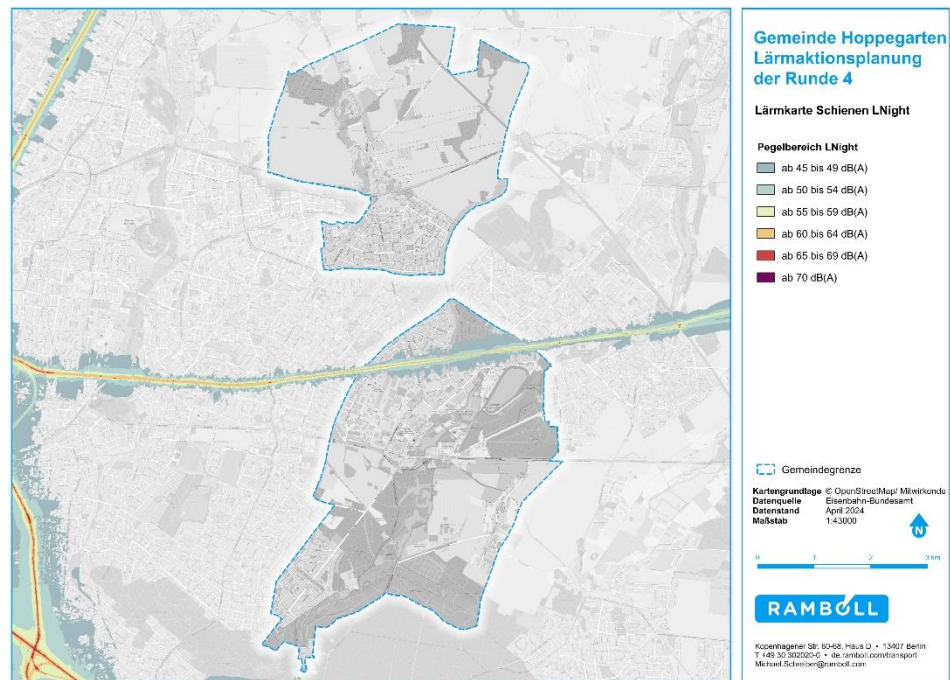 Gemeinde Hoppegarten
Lärmaktionsplanung
der Runde 4
Lärmkarte Schienen LNight
Pegelbereich LNight
ab 45 bis 49 dB(A)
ab 50 bis 54 dB(A)
ab 55 bis 59 dB(A)
ab 60 bis 64 dB(A)
ab 65 bis 69 dB(A)
ab 70 dB(A)
Gemeindegrenze
Kartengrundlage © OpenStreetMap/ Mitwirkende
Datenquelle Eisenbahn-Bundesamt
Datenstand April 2024
Maßstab 1:43000
N
0 1 2 3 km
RAMBOLL
Kopenhagener Str. 60-68, Haus D • 13407 Berlin
T +49 30 302020-0 • de.ramboll.com/transport
Michael.Schreiber@ramboll.com